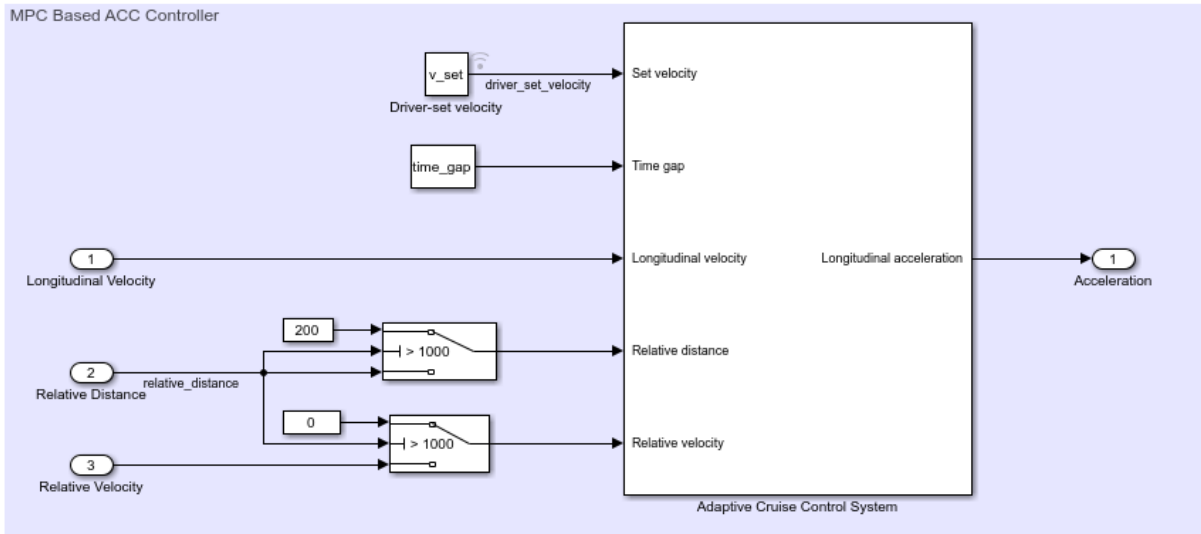 MPC Based ACC Controller
v_set
driver_set_velocity
Driver-set velocity
Set velocity
time_gap
Time gap
1
Longitudinal Velocity
Longitudinal velocity
Longitudinal acceleration
1
Acceleration
200
> 1000
Relative distance
2
relative_distance
Relative Distance
0
> 1000
Relative velocity
3
Relative Velocity
Adaptive Cruise Control System